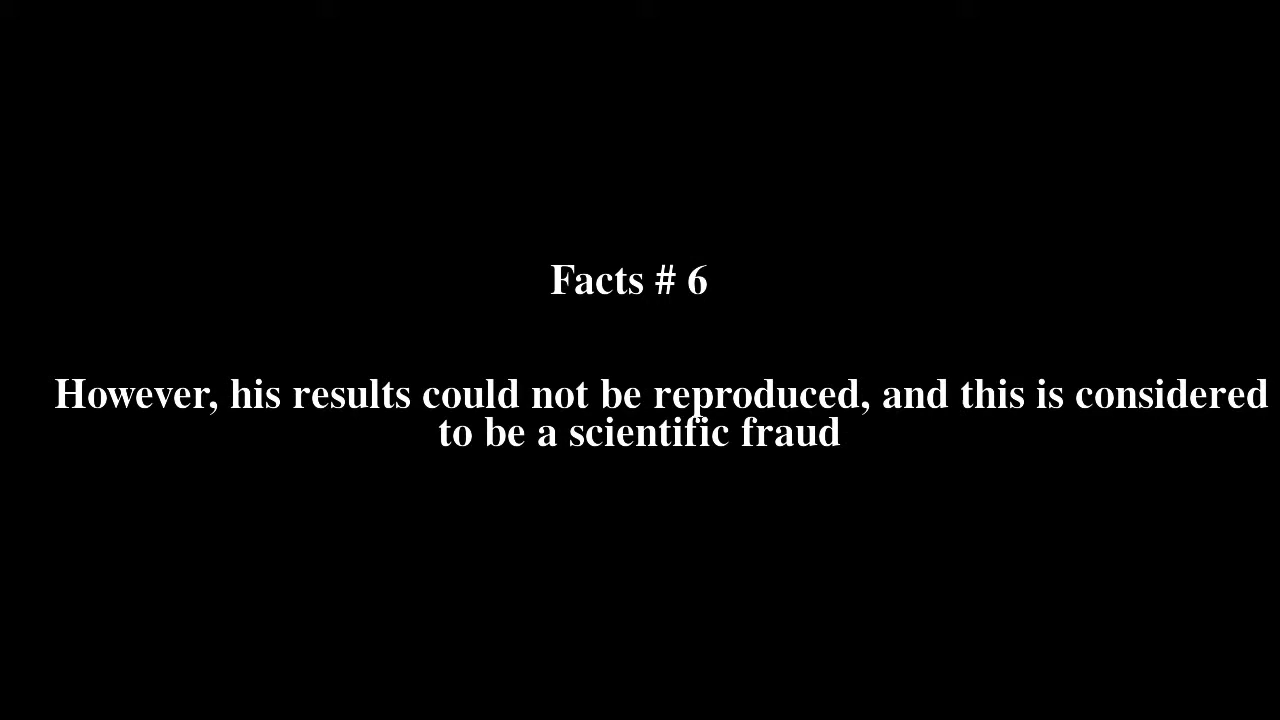 Facts # 6
However, his results could not be reproduced, and this is considered
to be a scientific fraud